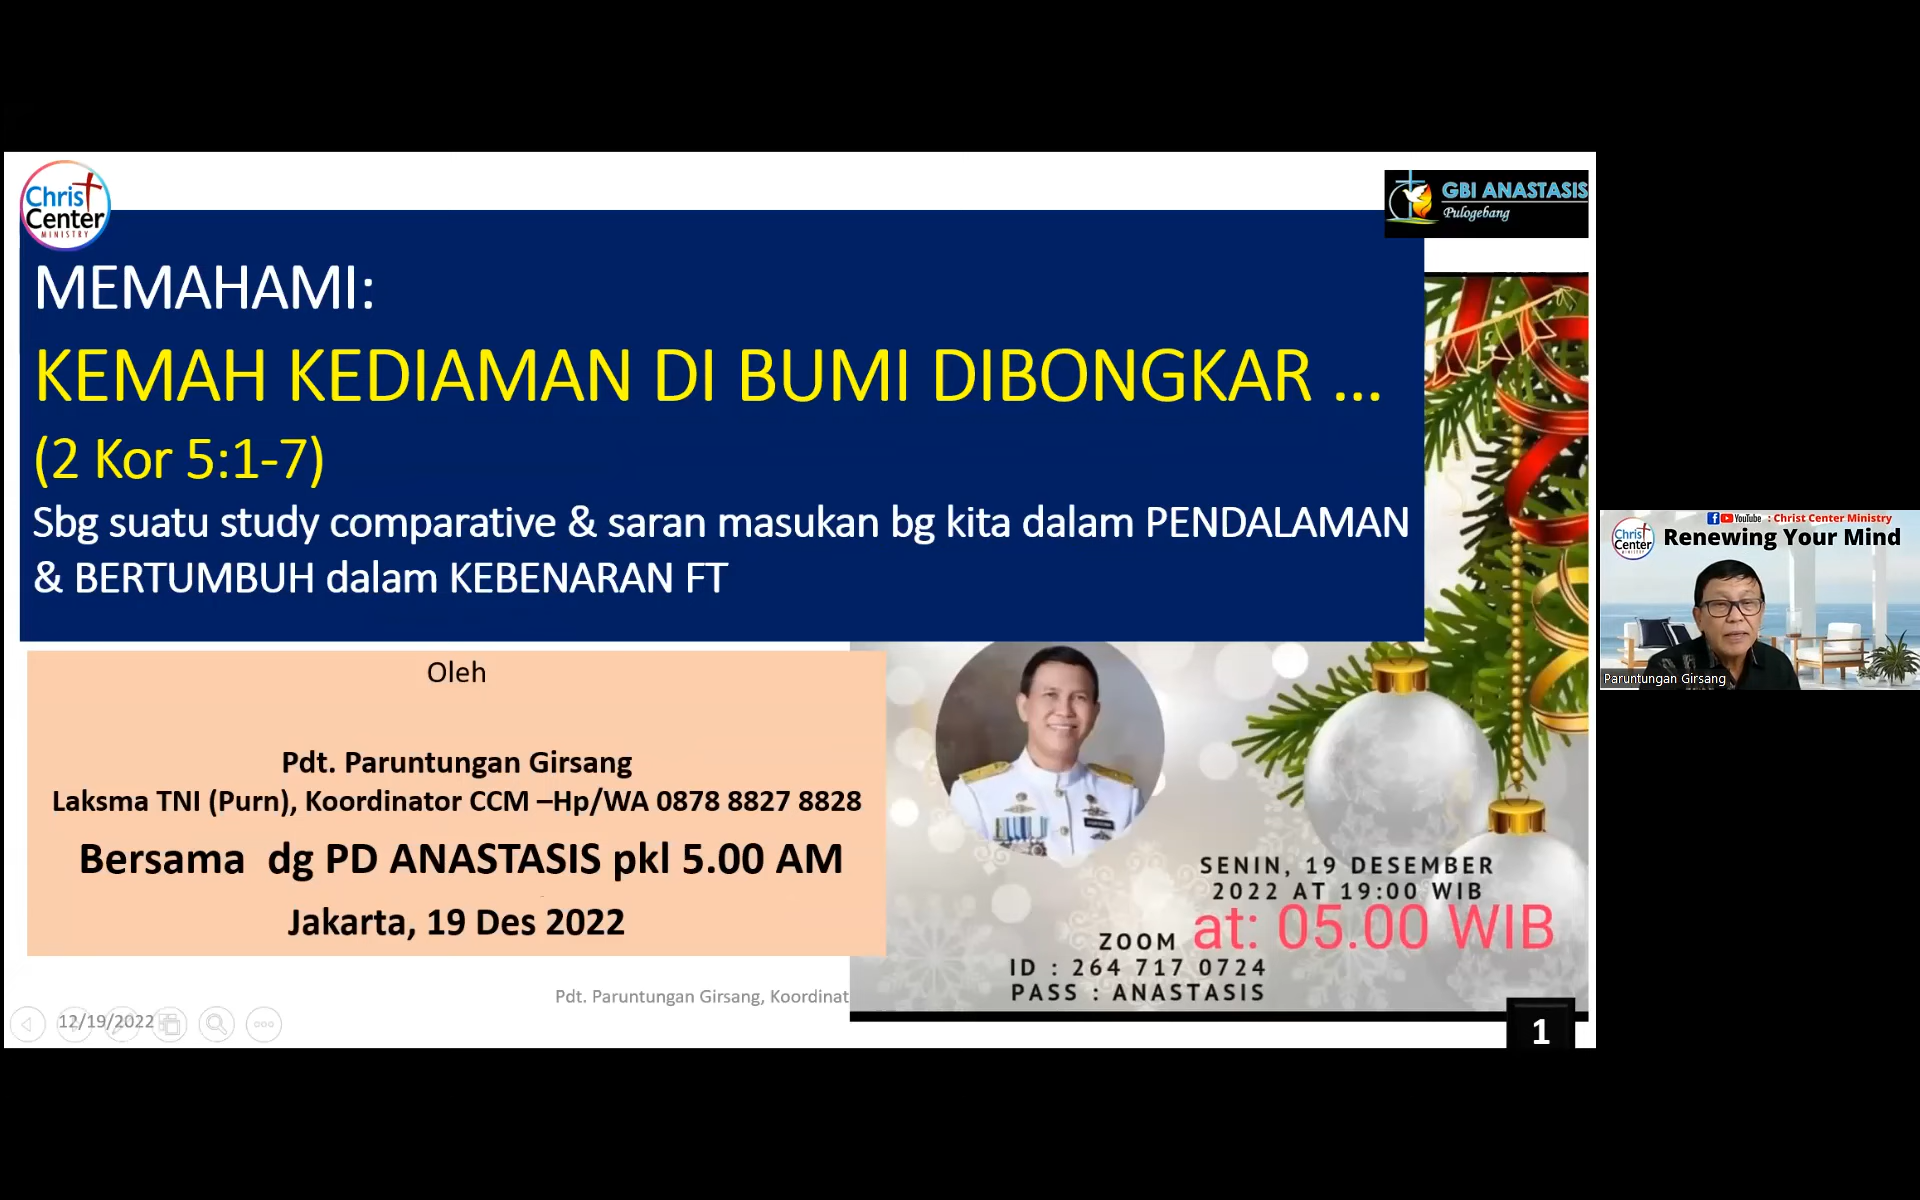 Christ
Center
MINISTRY
GBI ANASTASIS
Pulogebang
MEMAHAMI:
KEMAH KEDIAMAN DI BUMI DIBONGKAR ...
(2 Kor 5:1-7)
Sbg suatu study comparative & saran masukan bg kita dalam PENDALAMAN
& BERTUMBUH dalam KEBENARAN FT
Oleh
Pdt. Paruntungan Girsang
Laksma TNI (Purn), Koordinator CCM –Hp/WA 0878 8827 8828
Bersama dg PD ANASTASIS pkl 5.00 AM
Jakarta, 19 Des 2022
SENIN, 19 DESEMBER
2022 AT 19:00 WIB
at: 05.00 WIB
ZOOM
ID : 264 717 0724
PASS : ANASTASIS
Pdt. Paruntungan Girsang, Koordinat
12/19/2022
1
YouTube : Christ Center Ministry
Christ
Center
Renewing Your Mind
Paruntungan Girsang